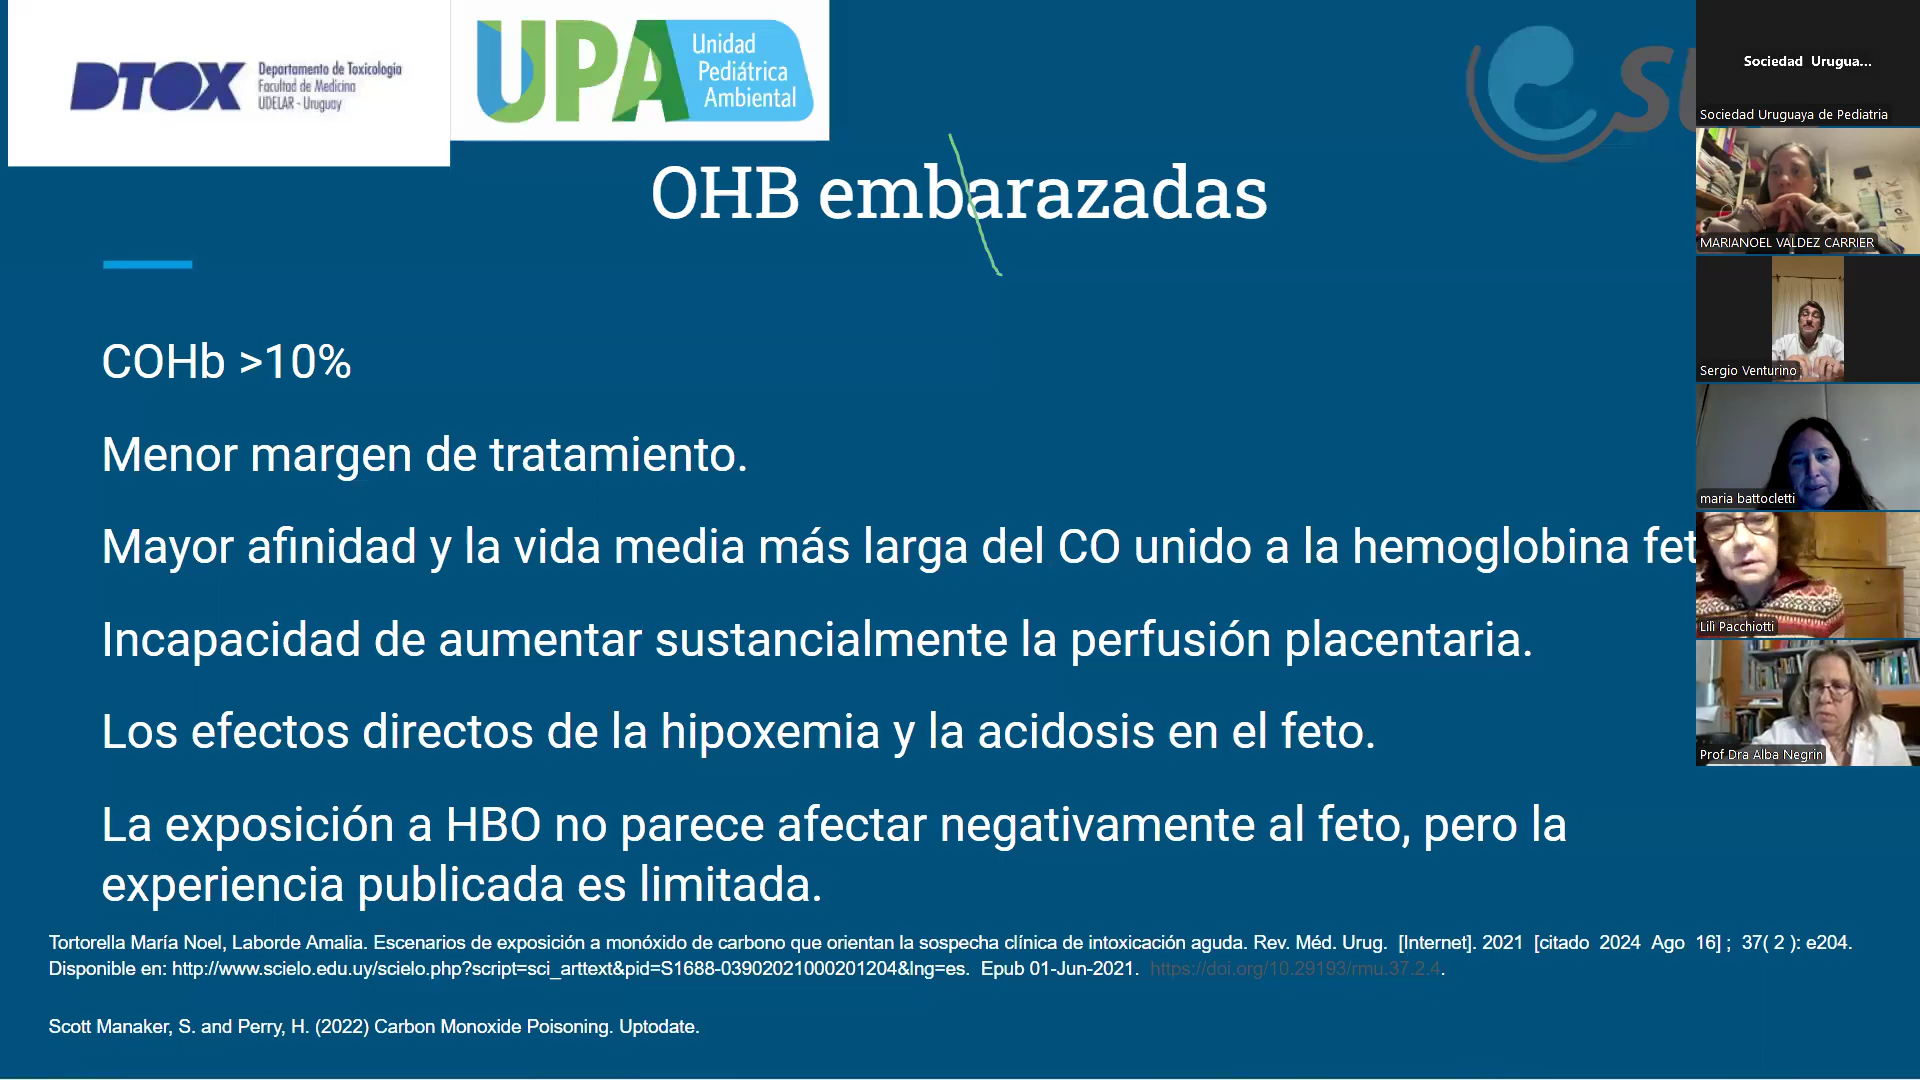 DTOX
Departamento de Toxicología
Facultad de Medicina
UDELAR - Uruguay
UPA
Unidad
Pediátrica
Ambiental
OHB embarazadas
COHb >10%
Menor margen de tratamiento.
Mayor afinidad y la vida media más larga del CO unido a la hemoglobina fet
Incapacidad de aumentar sustancialmente la perfusión placentaria.
Los efectos directos de la hipoxemia y la acidosis en el feto.
La exposición a HBO no parece afectar negativamente al feto, pero la
experiencia publicada es limitada.
Tortorella María Noel, Laborde Amalia. Escenarios de exposición a monóxido de carbono que orientan la sospecha clínica de intoxicación aguda. Rev. Méd. Urug. [Internet]. 2021 [citado 2024 Ago 16] ; 37( 2 ): e204.
Disponible en: http://www.scielo.edu.uy/scielo.php?script=sci_arttext&pid=S1688-03902021000201204&lng=es. Epub 01-Jun-2021. https://doi.org/10.29193/rmu.37.2.4.
Scott Manaker, S. and Perry, H. (2022) Carbon Monoxide Poisoning. Uptodate.
Sociedad Urugua...
Sociedad Uruguaya de Pediatria
MARIANOEL VALDEZ CARRIER
Sergio Venturino
maria battocletti
Lili Pacchiotti
Prof Dra Alba Negrin